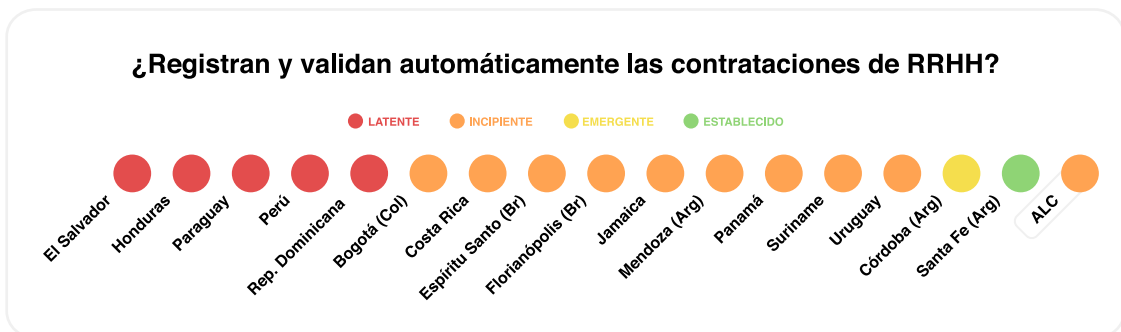 ¿Registran y validan automáticamente las contrataciones de RRHH?
LATENTE
INCIPIENTE
EMERGENTE
ESTABLECIDO
El Salvador
Honduras
Paraguay
Perú
Rep. Dominicana
Bogotá (Col)
Costa Rica
Espíritu Santo (Br)
Florianópolis (Br)
Jamaica
Mendoza (Arg)
Panamá
Suriname
Uruguay
Córdoba (Arg)
Santa Fe (Arg)
ALC